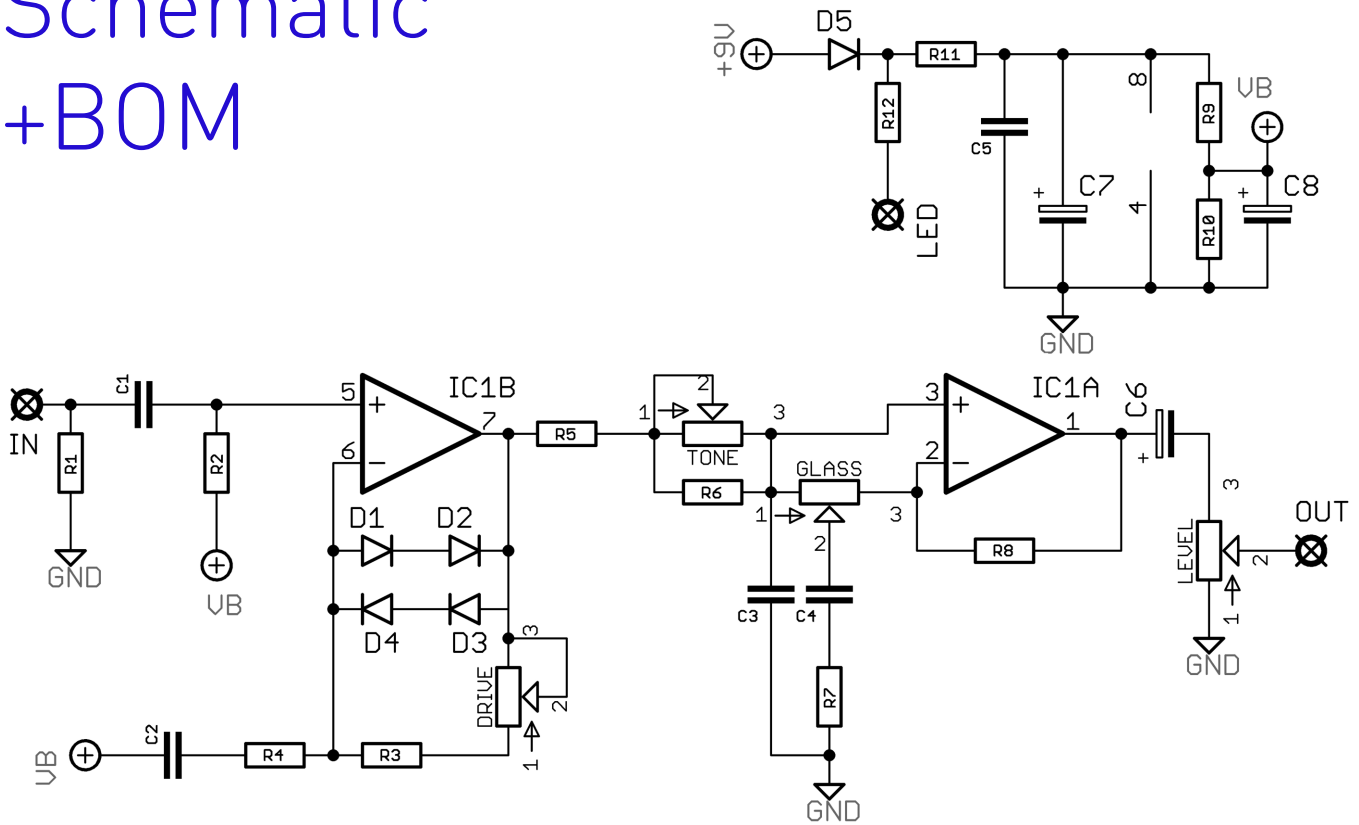 Schematic
+BOM
+9V
D5
R11
R12
LED
C5
+
C7
8
4
R9
VB
R10
+
C8
GND
IN
R1
GND
C1
R2
VB
5
+
6
−
IC1B
7
D1
D2
D4
D3
3
DRIVE
2
1
VB
C2
R4
R3
R5
1
2
3
TONE
R6
GLASS
1
3
2
C3
C4
R7
GND
3
+
2
−
IC1A
1
R8
C6
+
3
LEVEL
2
1
GND
OUT